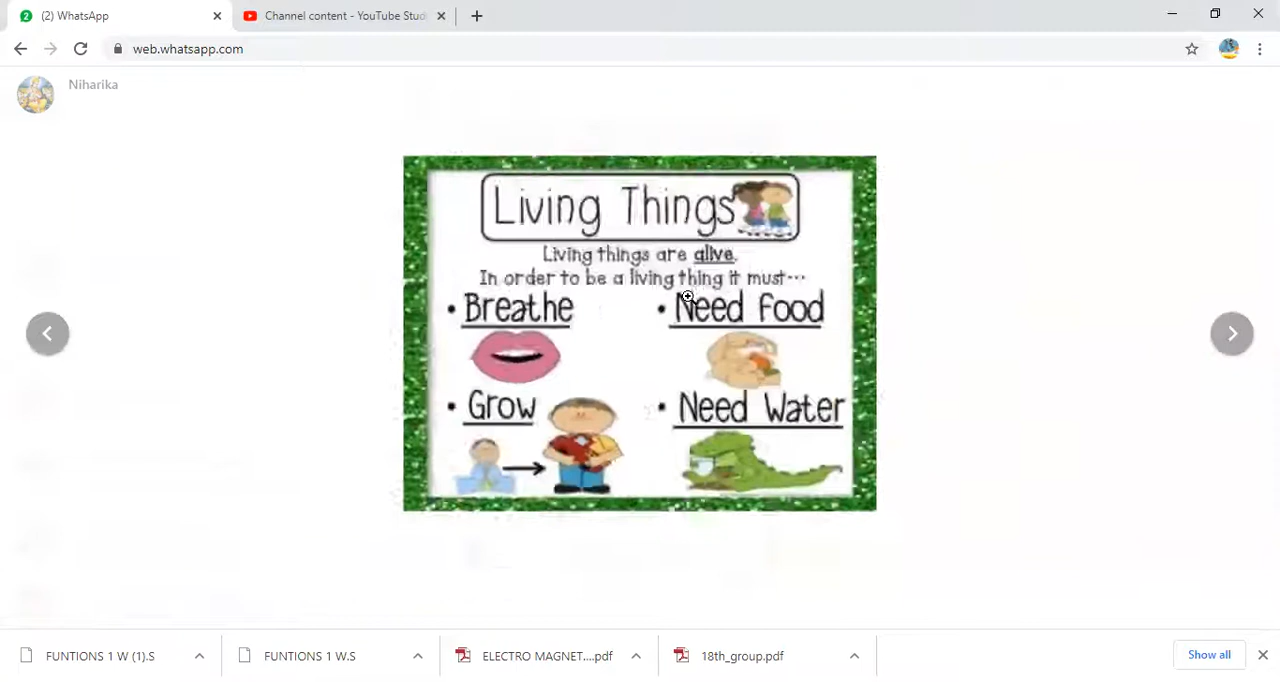 (2) WhatsApp
Channel content - YouTube Stud
web.whatsapp.com
Niharika
Living Things
Living things are alive.
In order to be a living thing it must...
• Breathe
• Need Food
• Grow
• Need Water
FUNTIONS 1 W (1).S
FUNTIONS 1 W.S
ELECTRO MAGNET....pdf
18th_group.pdf
Show all